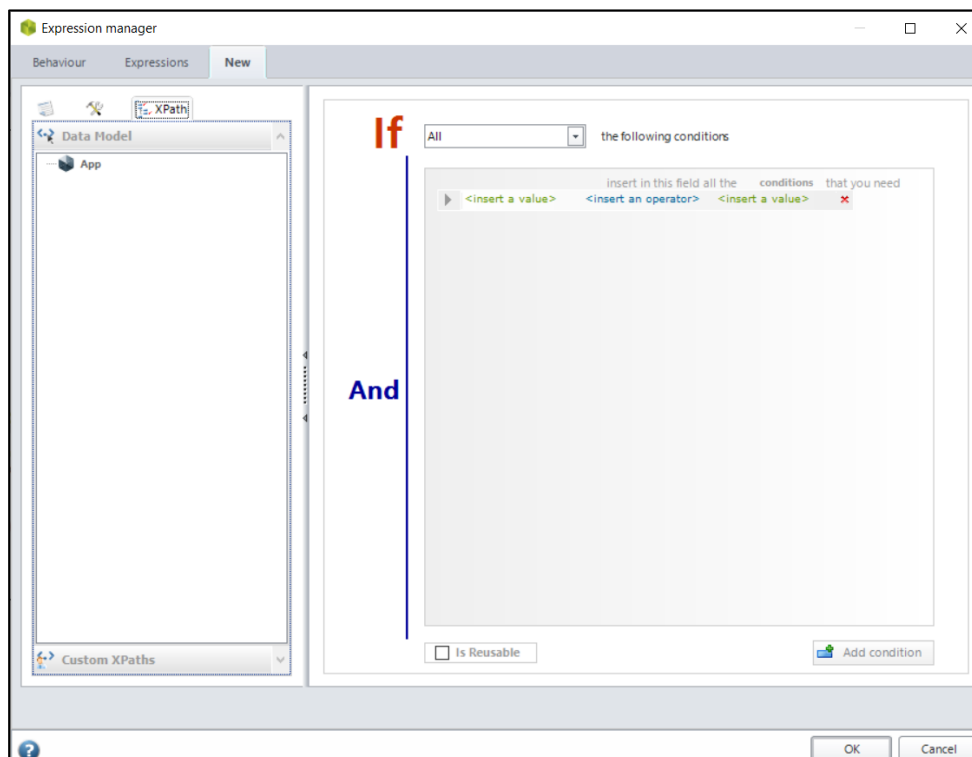 Expression manager
Behaviour Expressions New
XPath
Data Model
App
If All the following conditions
insert in this field all the conditions that you need
<insert a value> <insert an operator> <insert a value>
And
Custom XPaths
Is Reusable Add condition
? OK Cancel